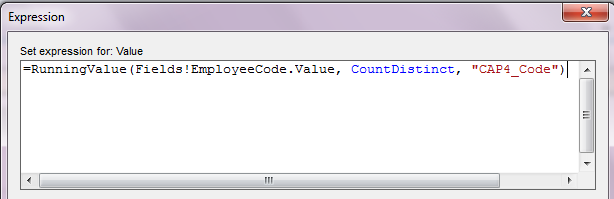 Expression
Set expression for: Value
=RunningValue(Fields!EmployeeCode.Value, CountDistinct, "CAP4_Code")